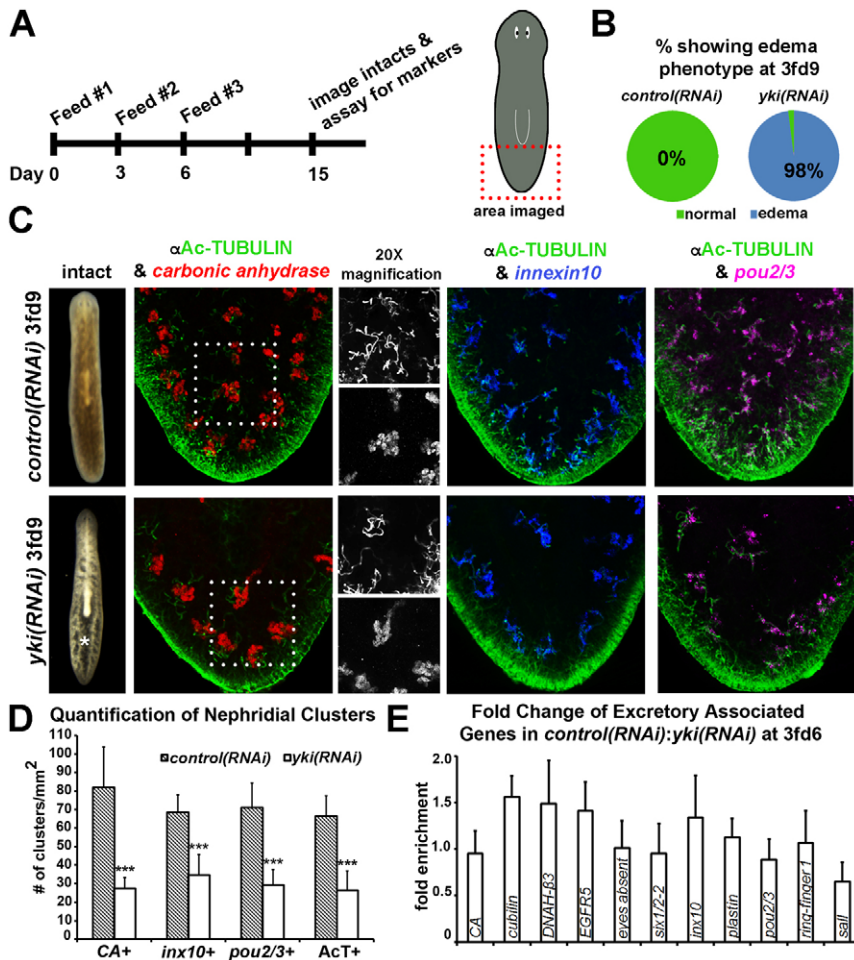 A
Feed #1
Feed #2
Feed #3
image intacts &
assay for markers
Day 0
3
6
15
area imaged
B
% showing edema
phenotype at 3fd9
control(RNAi)
yki(RNAi)
0%
98%
normal
edema
C
intact
αAc-TUBULIN
& carbonic anhydrase
20X
magnification
αAc-TUBULIN
& innexin10
αAc-TUBULIN
& pou2/3
control(RNAi) 3fd9
yki(RNAi) 3fd9
*
D
Quantification of Nephridial Clusters
control(RNAi)
yki(RNAi)
# of clusters/mm²
110
100
90
80
70
60
50
40
30
20
10
0
***
***
***
***
CA+
inx10+
pou2/3+
AcT+
E
Fold Change of Excretory Associated
Genes in control(RNAi):yki(RNAi) at 3fd6
fold enrichment
2.0
1.5
1.0
0.5
0
CA
cubilin
DNAH-β3
EGFR5
eyes absent
six1/2-2
inx10
plastin
pou2/3
ring-finger 1
sall